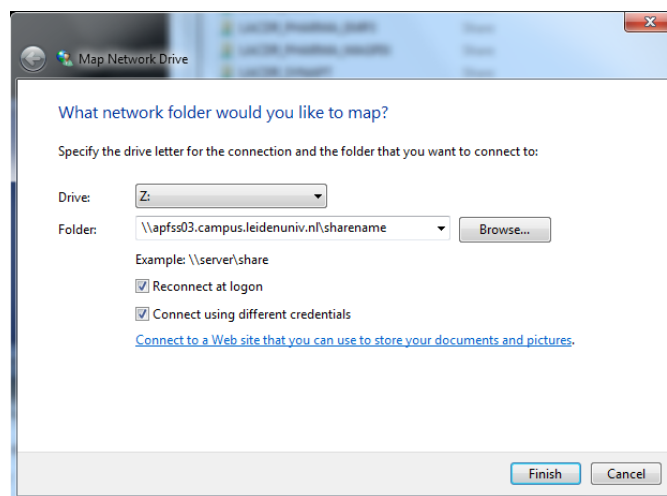 Map Network Drive
What network folder would you like to map?
Specify the drive letter for the connection and the folder that you want to connect to:
Drive: Z:
Folder: \\apfss03.campus.leidenuniv.nl\sharename Browse...
Example: \\server\share
Reconnect at logon
Connect using different credentials
Connect to a Web site that you can use to store your documents and pictures.
Finish Cancel